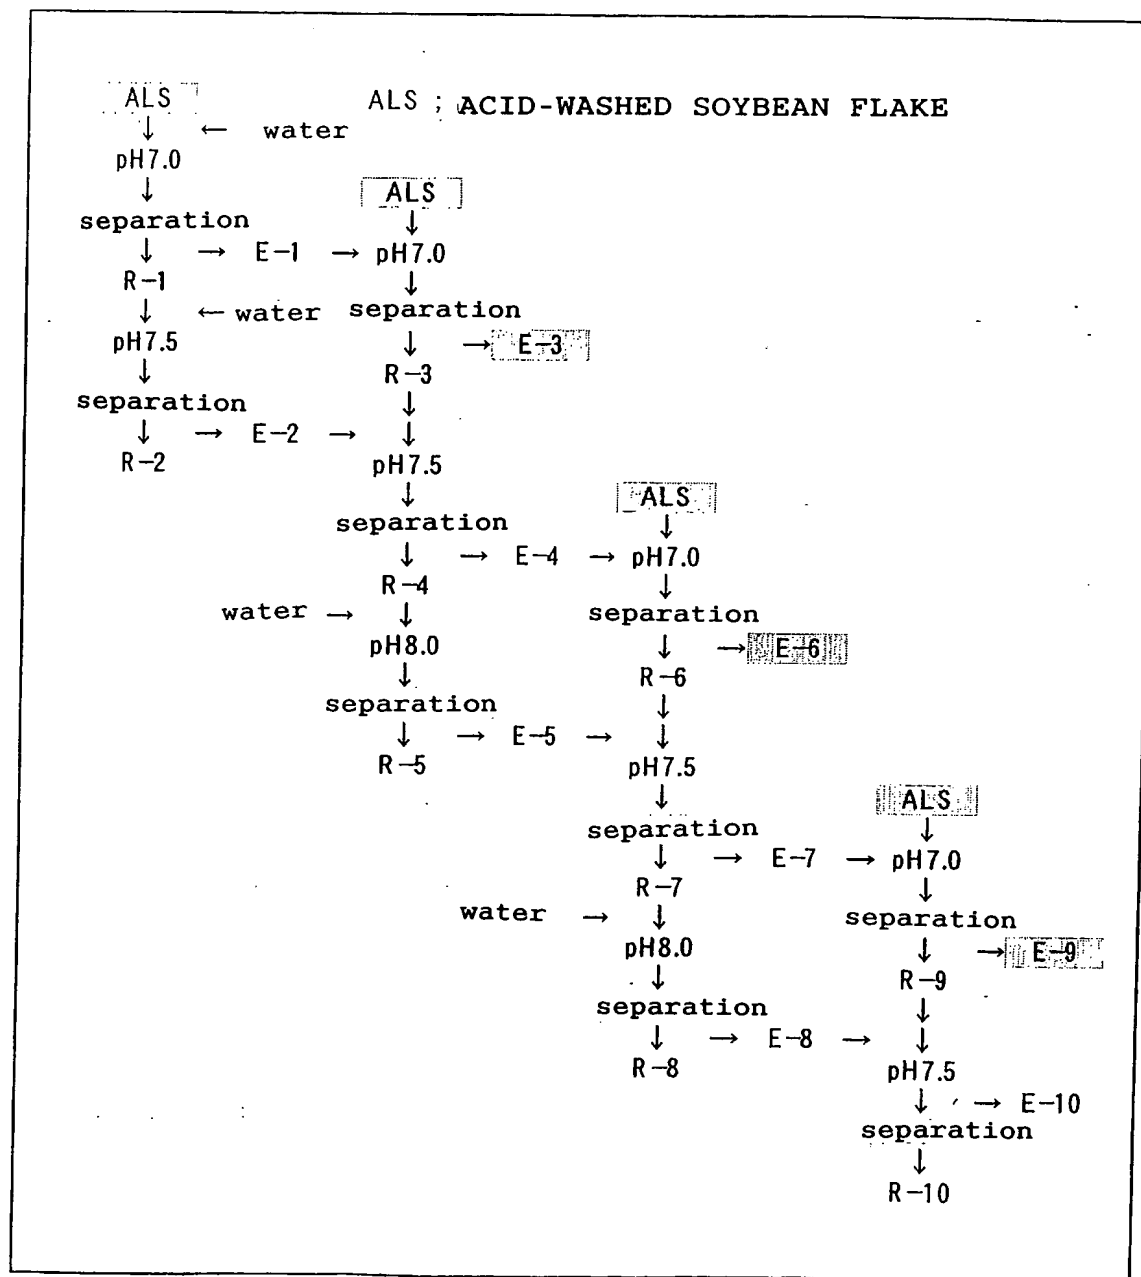 ALS
ALS ; ACID-WASHED SOYBEAN FLAKE
↓ ← water
pH7.0
↓
ALS
separation
↓
↓ → E-1 → pH7.0
R-1
↓
↓ ← water separation
pH7.5
↓ → E-3
↓
R-3
separation
↓
↓ → E-2 → ↓
R-2
pH7.5
↓
ALS
separation
↓
↓ → E-4 → pH7.0
R-4
↓
water → ↓
separation
pH8.0
↓ → E-6
↓
R-6
separation
↓
↓ → E-5 → ↓
R-5
pH7.5
↓
ALS
separation
↓
↓ → E-7 → pH7.0
R-7
↓
water → ↓
separation
pH8.0
↓ → E-9
↓
R-9
separation
↓
↓ → E-8 → ↓
R-8
pH7.5
↓ → E-10
separation
↓
R-10